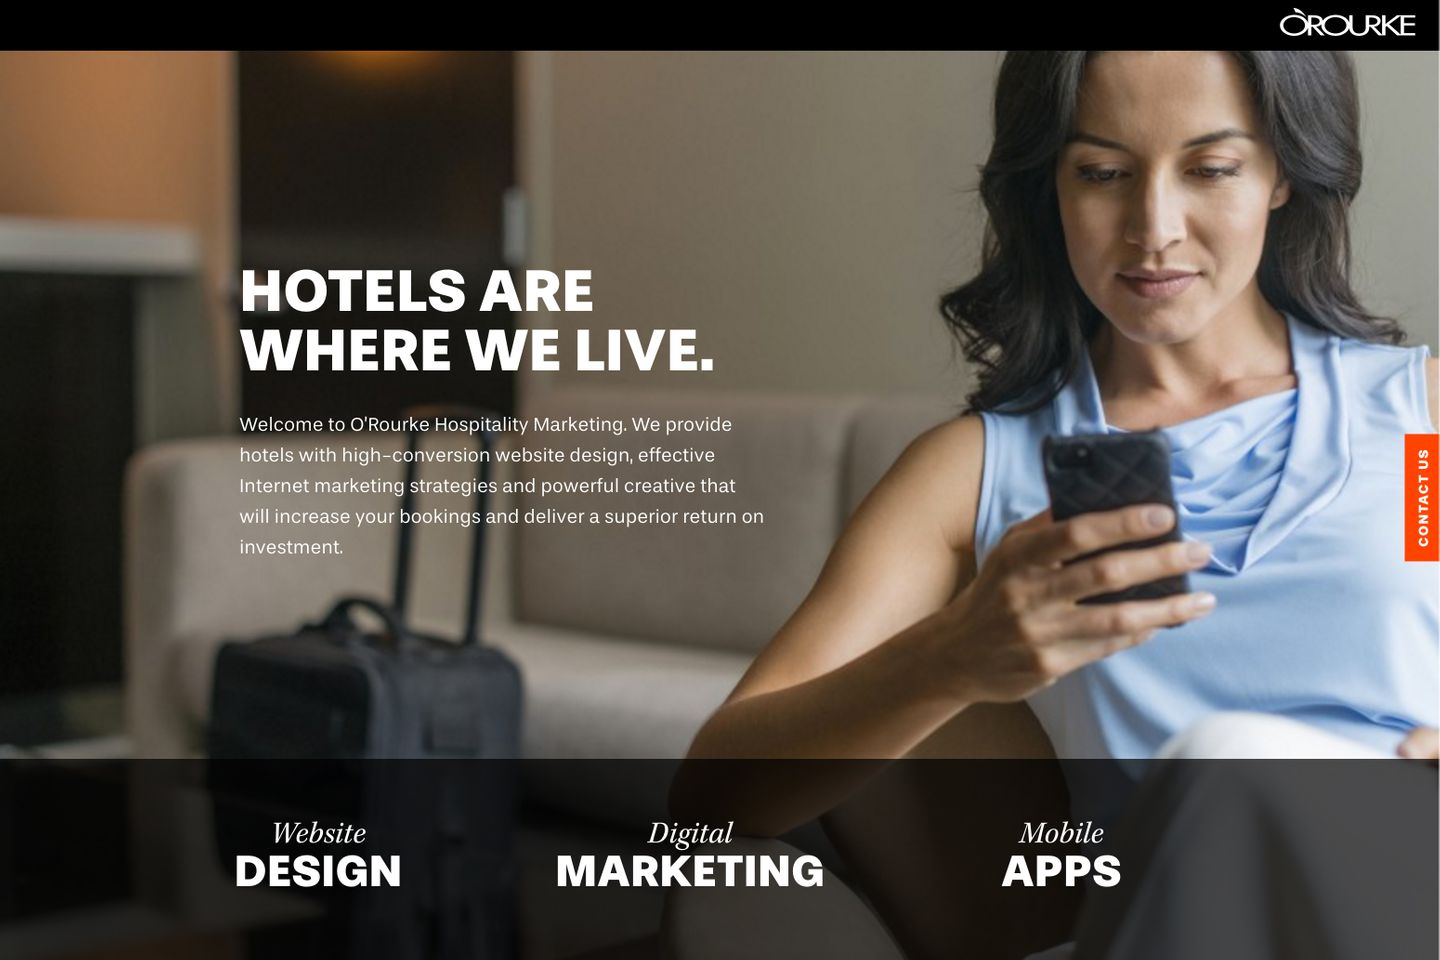 O'ROURKE
HOTELS ARE
WHERE WE LIVE.
Welcome to O'Rourke Hospitality Marketing. We provide
hotels with high-conversion website design, effective
Internet marketing strategies and powerful creative that
will increase your bookings and deliver a superior return on
investment.
CONTACT US
Website
DESIGN
Digital
MARKETING
Mobile
APPS